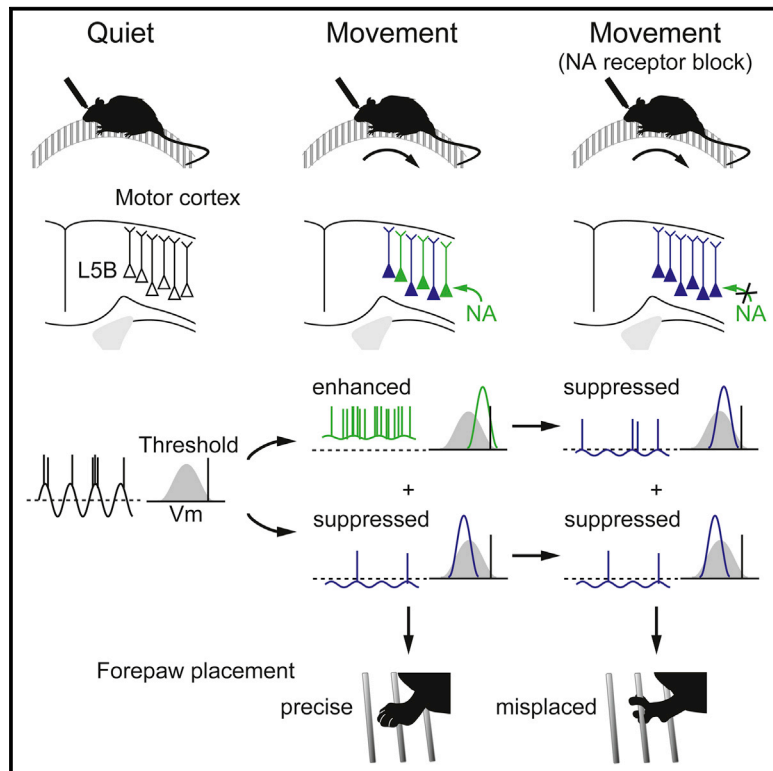 Quiet
Movement
Movement
(NA receptor block)
Motor cortex
L5B
NA
NA
enhanced
suppressed
Threshold
Vm
+
+
suppressed
suppressed
Forepaw placement
precise
misplaced